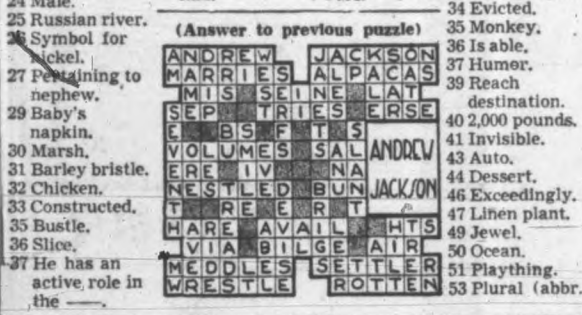 24 Male.
25 Russian river.
26 Symbol for
nickel.
27 Pertaining to
nephew.
29 Baby's
napkin.
30 Marsh.
31 Barley bristle.
32 Chicken.
33 Constructed.
35 Bustle.
36 Slice.
37 He has an
active role in
the —.
(Answer to previous puzzle)
ANDREW JACKSON
MARRIES ALPACAS
MIS SEINE LAT
SEP TRIES ERSE
E BS F T S
VOLUMES SAL
ERE IV NA
NESTLED BUN
T RE E R T
HARE AVAIL HTS
VIA BILGE AIR
MEDDLES SETTLER
WRESTLE ROTTEN
ANDREW
JACKSON
34 Evicted.
35 Monkey.
36 Is able.
37 Humor.
39 Reach
destination.
40 2,000 pounds.
41 Invisible.
43 Auto.
44 Dessert.
46 Exceedingly.
47 Linen plant.
49 Jewel.
50 Ocean.
51 Plaything.
53 Plural (abbr.